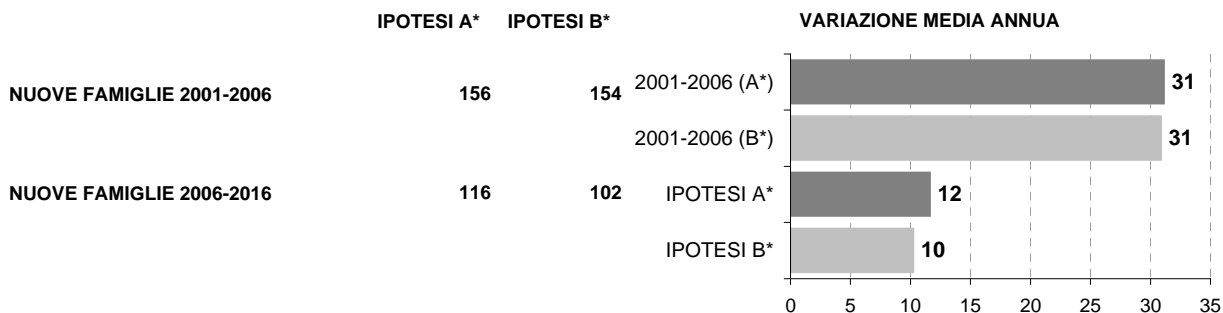 IPOTESI A* IPOTESI B* VARIAZIONE MEDIA ANNUA
NUOVE FAMIGLIE 2001-2006 156 154
NUOVE FAMIGLIE 2006-2016 116 102
2001-2006 (A*) 31
2001-2006 (B*) 31
IPOTESI A* 12
IPOTESI B* 10
0 5 10 15 20 25 30 35